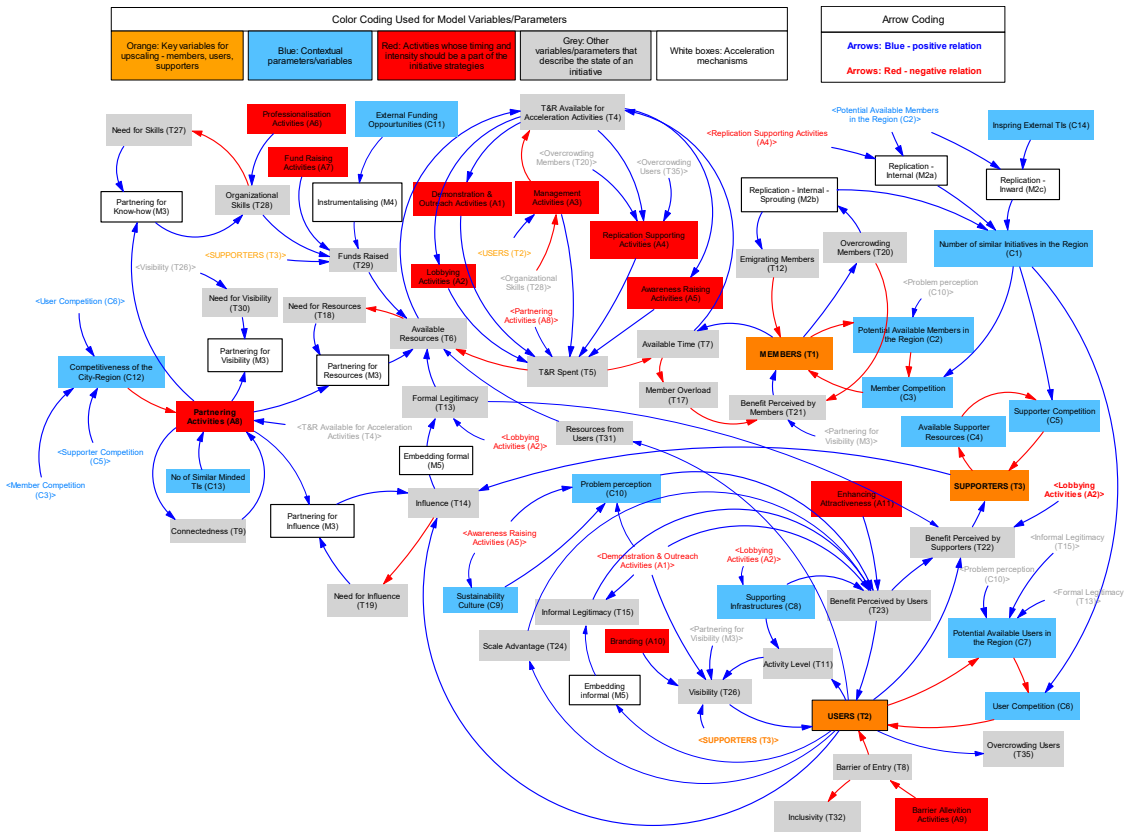 Color Coding Used for Model Variables/Parameters
Orange: Key variables for
upscaling - members, users,
supporters
Blue: Contextual
parameters/variables
Red: Activities whose timing and
intensity should be a part of the
initiative strategies
Grey: Other
variables/parameters that
describe the state of an
initiative
White boxes: Acceleration
mechanisms
Arrow Coding
Arrows: Blue - positive relation
Arrows: Red - negative relation
Need for Skills (T27)
Professionalisation
Activities (A6)
External Funding
Oppourtunities (C11)
T&R Available for
Acceleration Activities (T4)
<Potential Available Members
in the Region (C2)>
Inspring External TIs (C14)
<Replication Supporting Activities
(A4)>
Fund Raising
Activities (A7)
<Overcrowding
Members (T20)>
<Overcrowding
Users (T35)>
Replication -
Internal (M2a)
Replication -
Inward (M2c)
Partnering for
Know-how (M3)
Organizational
Skills (T28)
Instrumentalising (M4)
Demonstration &
Outreach Activities (A1)
Management
Activities (A3)
Replication - Internal -
Sprouting (M2b)
Replication Supporting
Activities (A4)
Number of similar Initiatives in the Region
(C1)
<SUPPORTERS (T3)>
Funds Raised
(T29)
<USERS (T2)>
Emigrating Members
(T12)
Overcrowding
Members (T20)
<Visibility (T26)>
Lobbying
Activities (A2)
<Organizational
Skills (T28)>
Awareness Raising
Activities (A5)
<Problem perception
(C10)>
<User Competition (C6)>
Need for Visibility
(T30)
Need for Resources
(T18)
<Partnering
Activities (A8)>
Available
Resources (T6)
Available Time (T7)
Potential Available Members in
the Region (C2)
Competitiveness of the
City-Region (C12)
Partnering for
Visibility (M3)
Partnering for
Resources (M3)
T&R Spent (T5)
MEMBERS (T1)
Member Overload
(T17)
Member Competition
(C3)
Partnering
Activities (A8)
Formal Legitimacy
(T13)
Benefit Perceived by
Members (T21)
Supporter Competition
(C5)
<T&R Available for Acceleration
Activities (T4)>
Resources from
Users (T31)
<Partnering for
Visibility (M3)>
Available Supporter
Resources (C4)
<Supporter Competition
(C5)>
<Lobbying
Activities (A2)>
Embedding formal
(M5)
<Member Competition
(C3)>
No of Similar Minded
TIs (C13)
Problem perception
(C10)
SUPPORTERS (T3)
<Lobbying
Activities (A2)>
Enhancing
Attractiveness (A11)
Influence (T14)
Partnering for
Influence (M3)
Connectedness (T9)
<Awareness Raising
Activities (A5)>
Benefit Perceived by
Supporters (T22)
<Informal Legitimacy
(T15)>
<Demonstration & Outreach
Activities (A1)>
<Lobbying
Activities (A2)>
<Problem perception
(C10)>
Need for Influence
(T19)
Sustainability
Culture (C9)
Informal Legitimacy (T15)
Supporting
Infrastructures (C8)
Benefit Perceived by Users
(T23)
<Formal Legitimacy
(T13)>
Scale Advantage (T24)
Branding (A10)
<Partnering for
Visibility (M3)>
Potential Available Users in
the Region (C7)
Activity Level (T11)
Embedding
informal (M5)
Visibility (T26)
User Competition (C6)
USERS (T2)
<SUPPORTERS (T3)>
Overcrowding Users
(T35)
Barrier of Entry (T8)
Inclusivity (T32)
Barrier Allevition
Activities (A9)